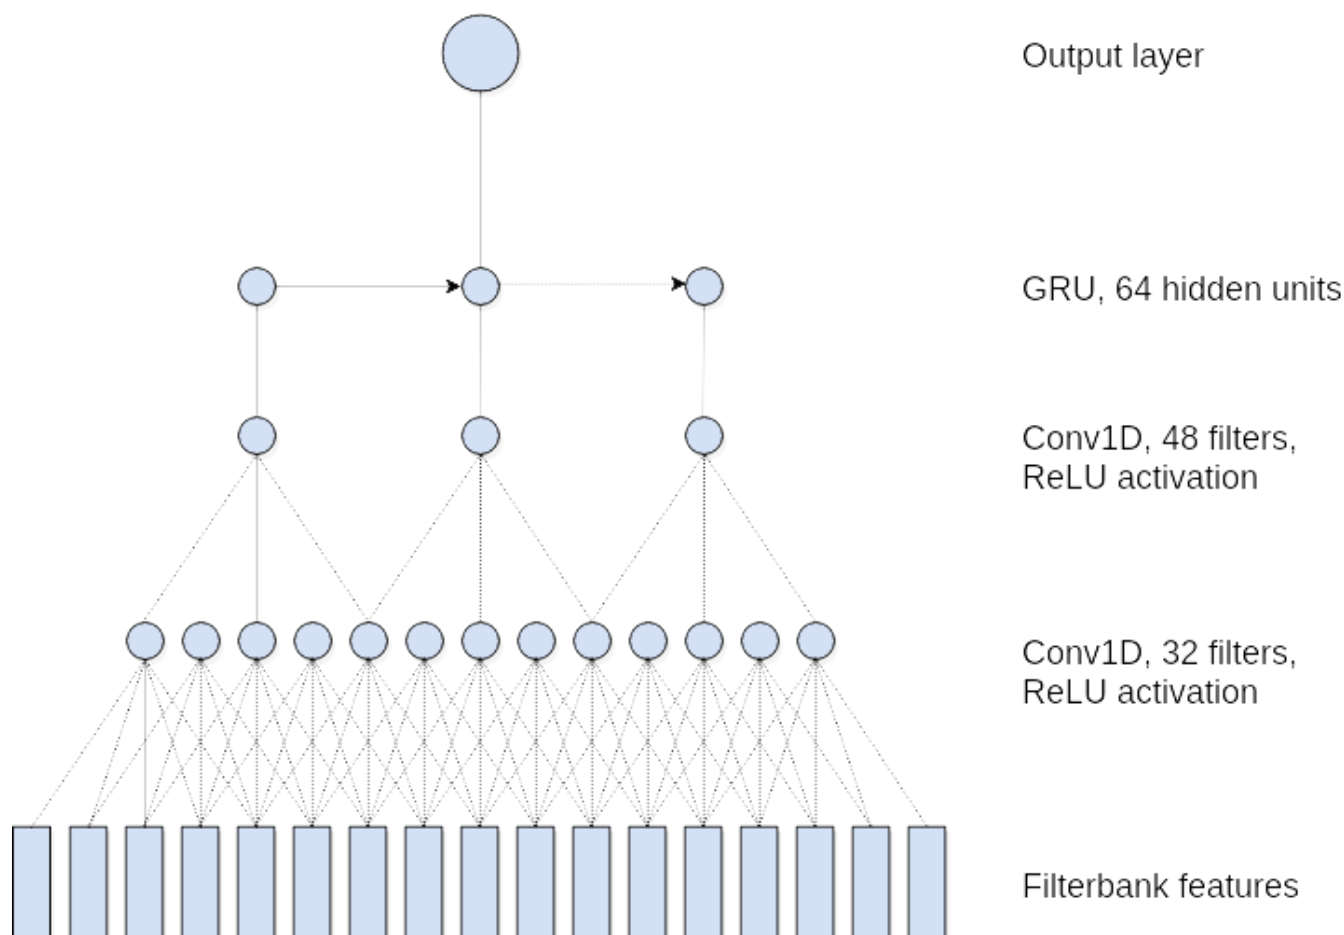 Output layer
GRU, 64 hidden units
Conv1D, 48 filters,
ReLU activation
Conv1D, 32 filters,
ReLU activation
Filterbank features